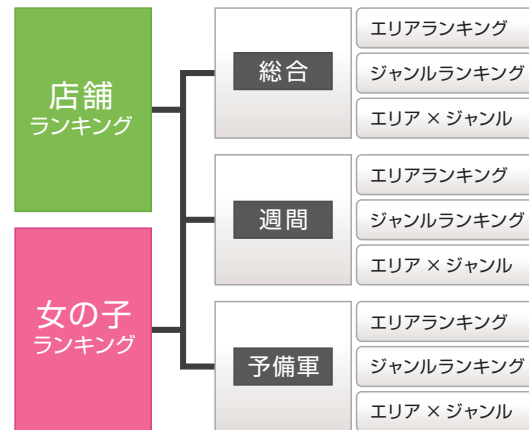 店舗
ランキング
女の子
ランキング
総合
エリアランキング
ジャンルランキング
エリア × ジャンル
週間
エリアランキング
ジャンルランキング
エリア × ジャンル
予備軍
エリアランキング
ジャンルランキング
エリア × ジャンル